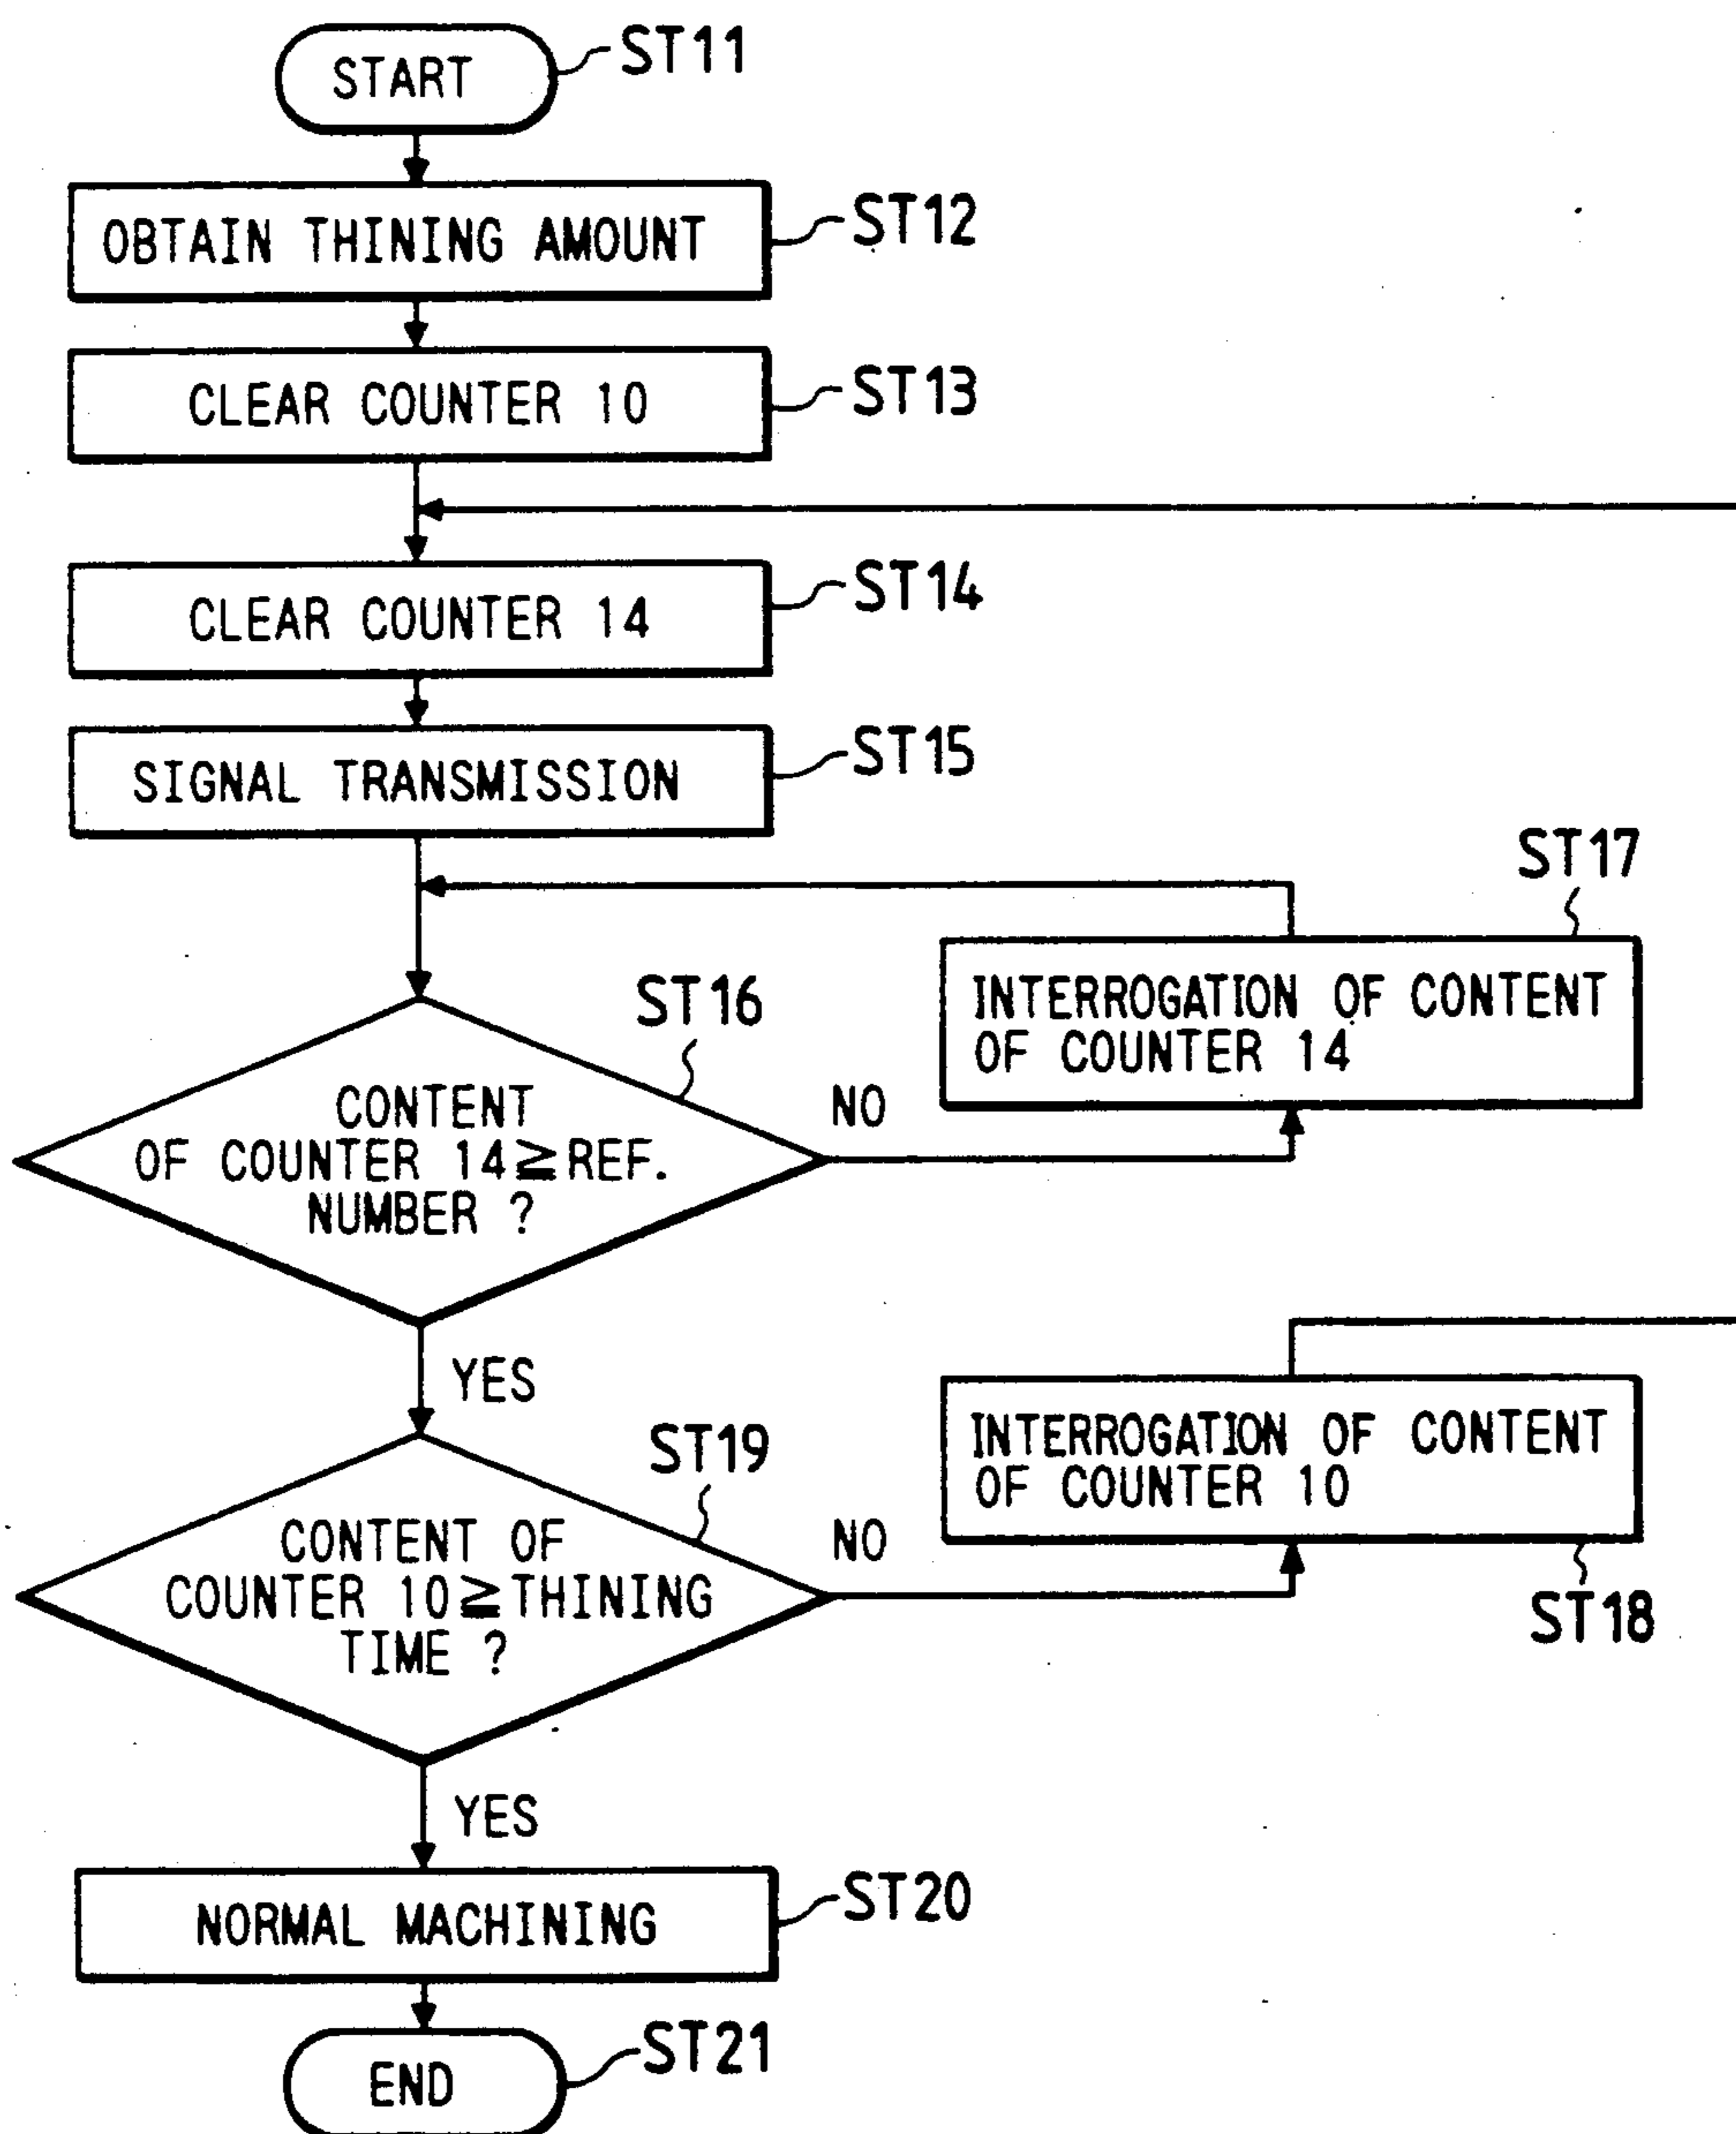 START
ST11
OBTAIN THINING AMOUNT
ST12
CLEAR COUNTER 10
ST13
CLEAR COUNTER 14
ST14
SIGNAL TRANSMISSION
ST15
ST17
INTERROGATION OF CONTENT
OF COUNTER 14
ST16
CONTENT
OF COUNTER 14≧REF.
NUMBER ?
NO
YES
INTERROGATION OF CONTENT
OF COUNTER 10
ST18
ST19
CONTENT OF
COUNTER 10≧THINING
TIME ?
NO
YES
NORMAL MACHINING
ST20
END
ST21